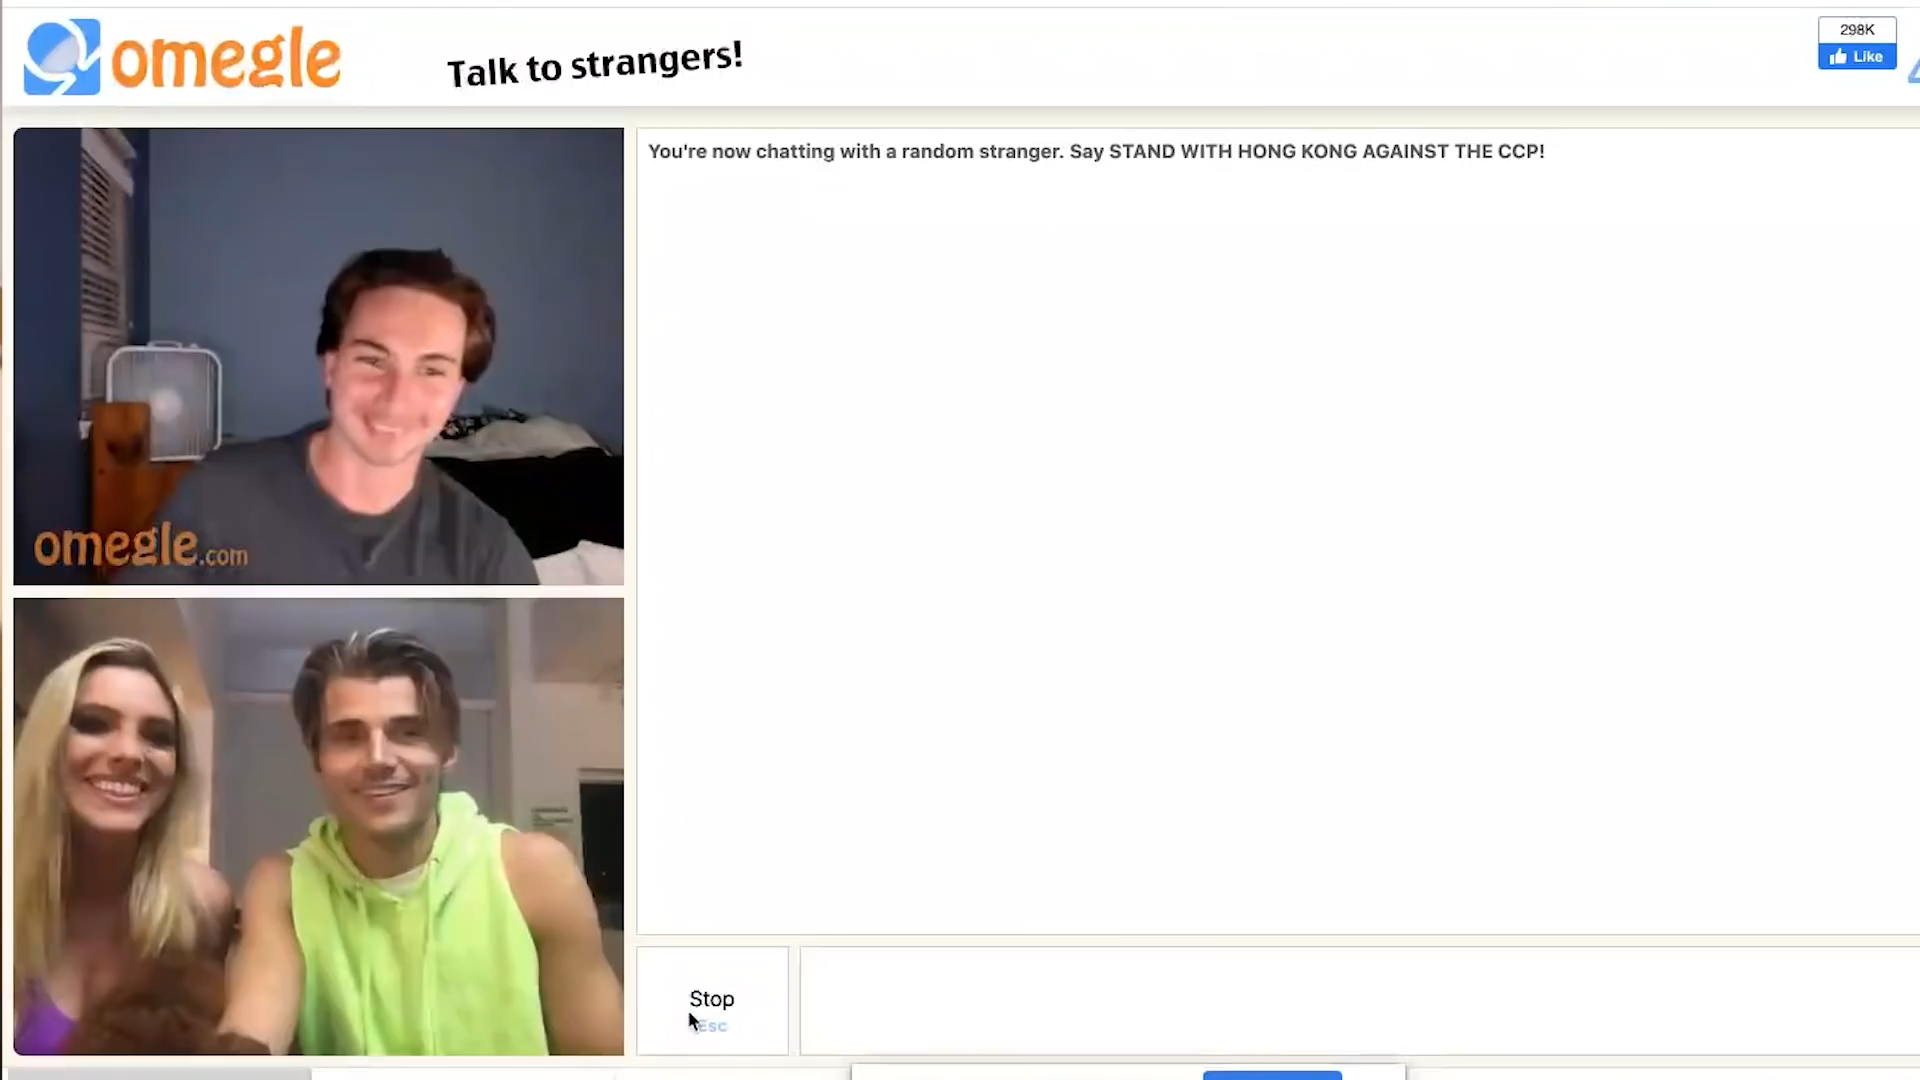 omegle
Talk to strangers!
298K
Like
You're now chatting with a random stranger. Say STAND WITH HONG KONG AGAINST THE CCP!
omegle.com
Stop
Esc